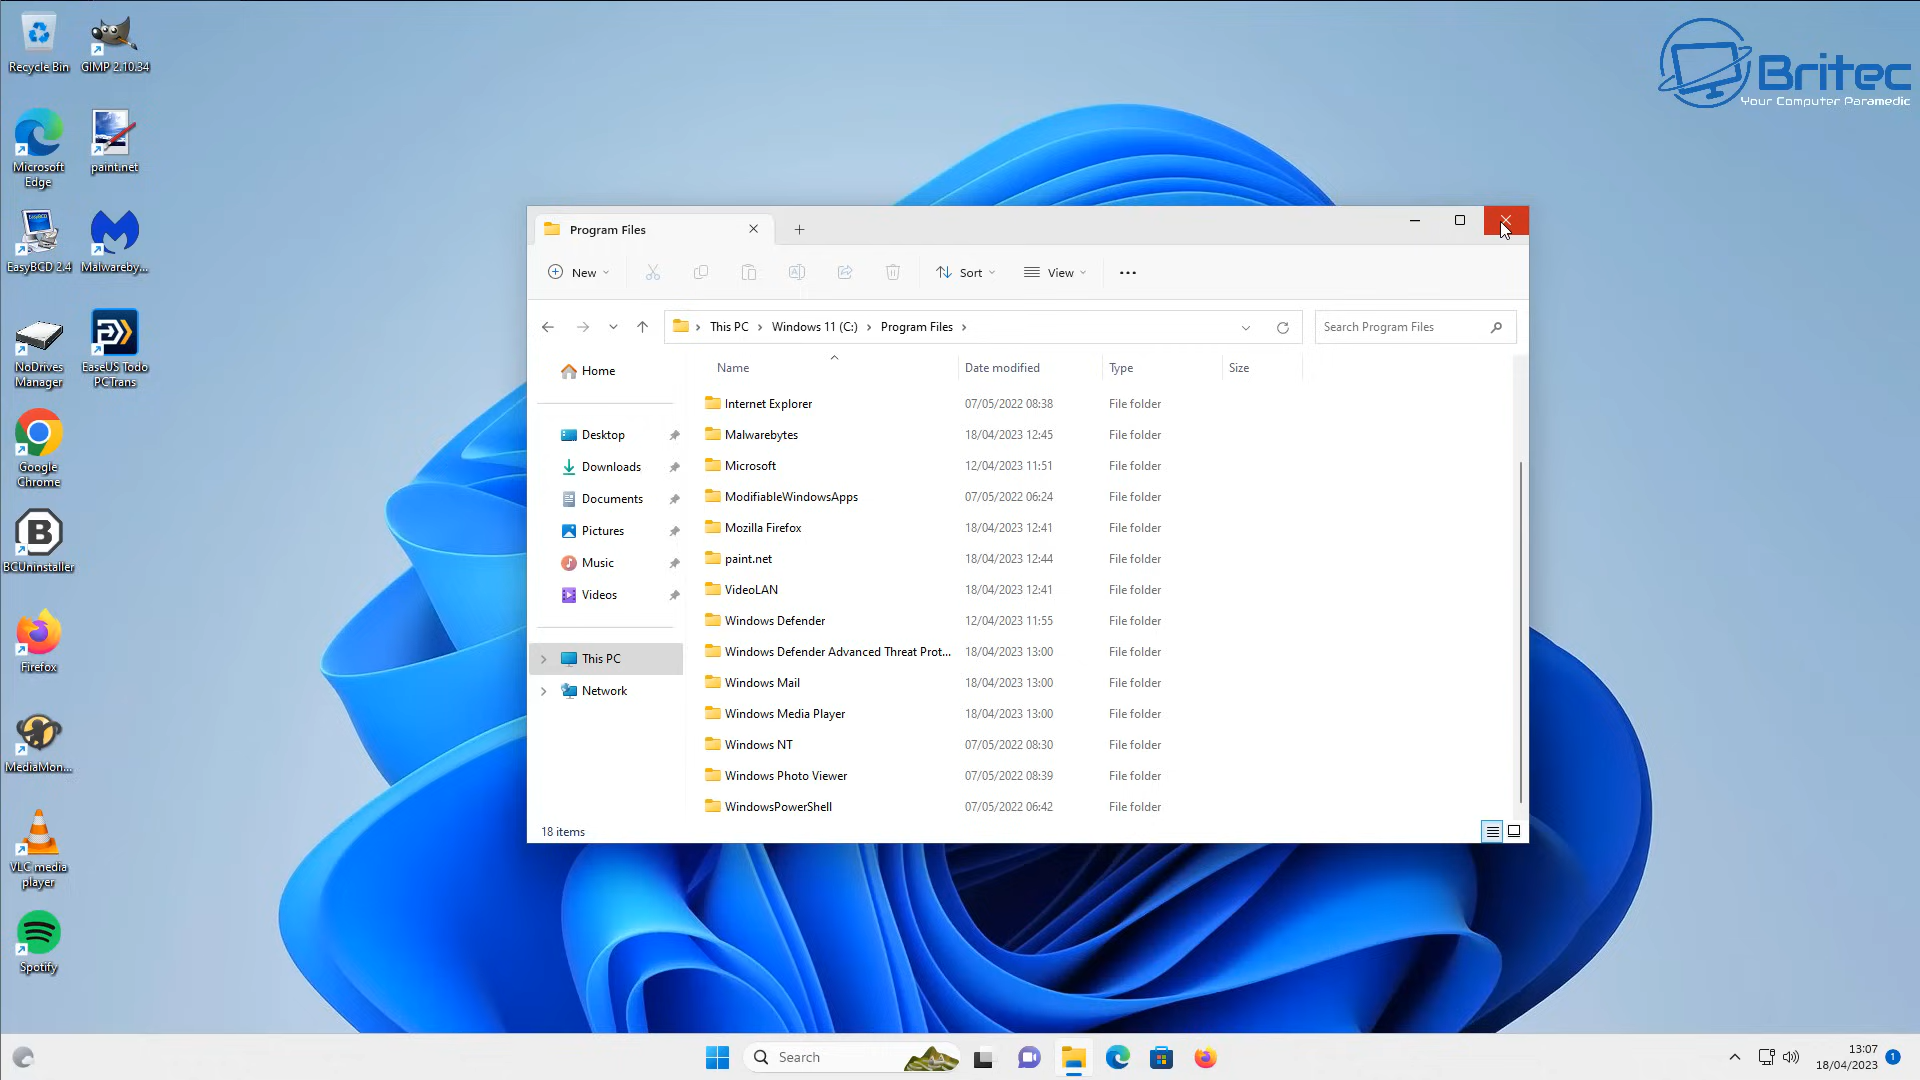 Recycle Bin
GIMP 2.10.34
Microsoft
Edge
paint.net
EasyBCD 2.4
Malwareby...
NoDrives
Manager
EaseUS Todo
PCTrans
Google
Chrome
BCUninstaller
Firefox
MediaMon...
VLC media
player
Spotify
Britec
Your Computer Paramedic
Program Files
New
Sort
View
This PC
Windows 11 (C:)
Program Files
Search Program Files
Home
Desktop
Downloads
Documents
Pictures
Music
Videos
This PC
Network
Name Date modified Type Size
Internet Explorer 07/05/2022 08:38 File folder
Malwarebytes 18/04/2023 12:45 File folder
Microsoft 12/04/2023 11:51 File folder
ModifiableWindowsApps 07/05/2022 06:24 File folder
Mozilla Firefox 18/04/2023 12:41 File folder
paint.net 18/04/2023 12:44 File folder
VideoLAN 18/04/2023 12:41 File folder
Windows Defender 12/04/2023 11:55 File folder
Windows Defender Advanced Threat Prot... 18/04/2023 13:00 File folder
Windows Mail 18/04/2023 13:00 File folder
Windows Media Player 18/04/2023 13:00 File folder
Windows NT 07/05/2022 08:30 File folder
Windows Photo Viewer 07/05/2022 08:39 File folder
WindowsPowerShell 07/05/2022 06:42 File folder
18 items
Search
13:07
18/04/2023
1